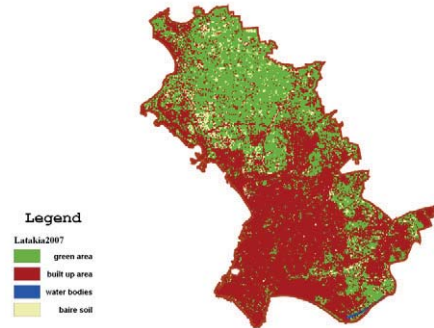 Legend
Latakia2007
green area
built up area
water bodies
baire soil